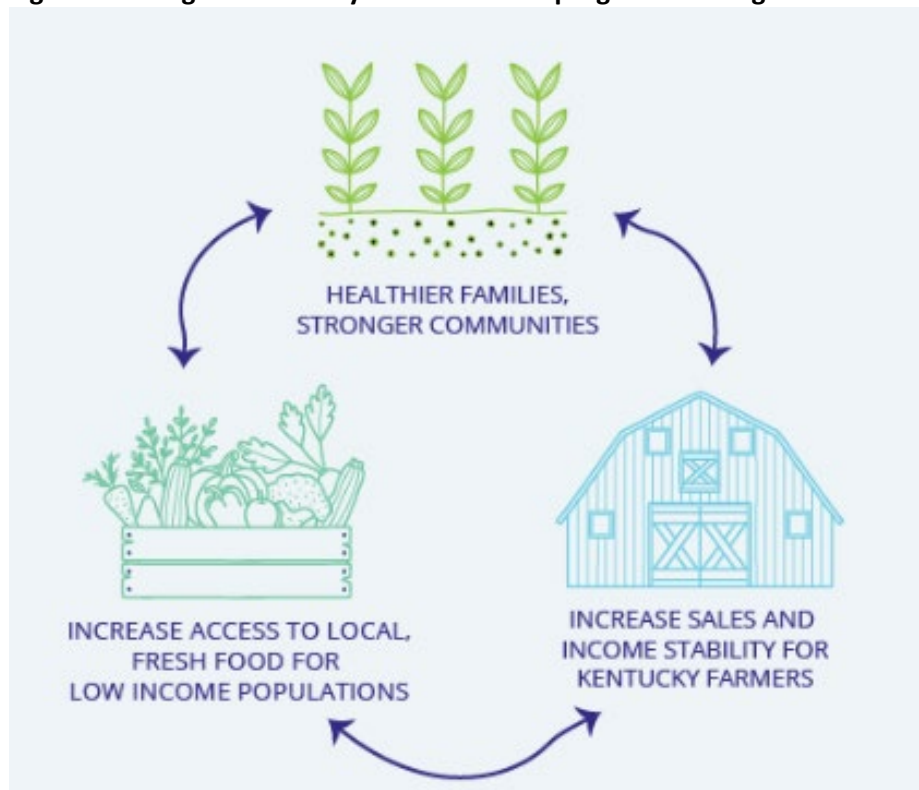 HEALTHIER FAMILIES,
STRONGER COMMUNITIES
INCREASE ACCESS TO LOCAL,
FRESH FOOD FOR
LOW INCOME POPULATIONS
INCREASE SALES AND
INCOME STABILITY FOR
KENTUCKY FARMERS